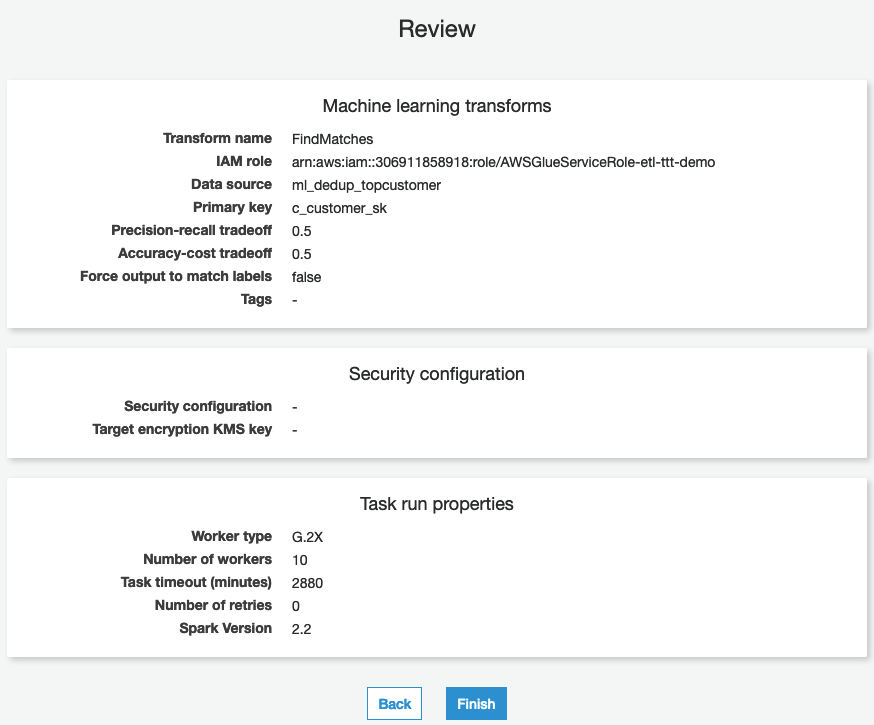 Review
Machine learning transforms
Transform name FindMatches
IAM role arn:aws:iam::306911858918:role/AWSGlueServiceRole-etl-ttt-demo
Data source ml_dedup_topcustomer
Primary key c_customer_sk
Precision-recall tradeoff 0.5
Accuracy-cost tradeoff 0.5
Force output to match labels false
Tags -
Security configuration
Security configuration -
Target encryption KMS key -
Task run properties
Worker type G.2X
Number of workers 10
Task timeout (minutes) 2880
Number of retries 0
Spark Version 2.2
Back Finish